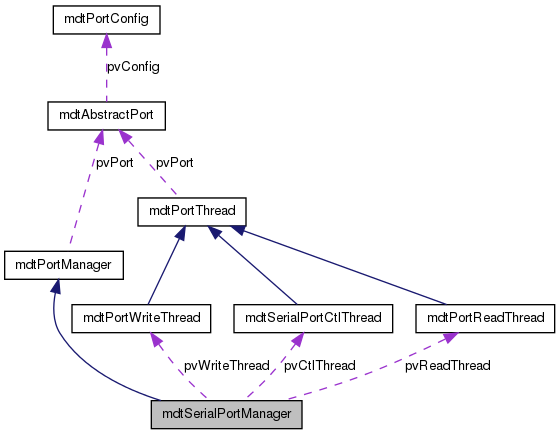 mdtPortConfig
pvConfig
mdtAbstractPort
pvPort
pvPort
mdtPortThread
mdtPortManager
mdtPortWriteThread
mdtSerialPortCtlThread
mdtPortReadThread
pvWriteThread
pvCtlThread
pvReadThread
mdtSerialPortManager